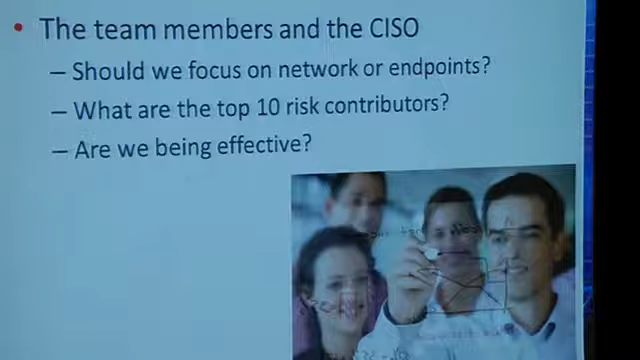 • The team members and the CISO
– Should we focus on network or endpoints?
– What are the top 10 risk contributors?
– Are we being effective?